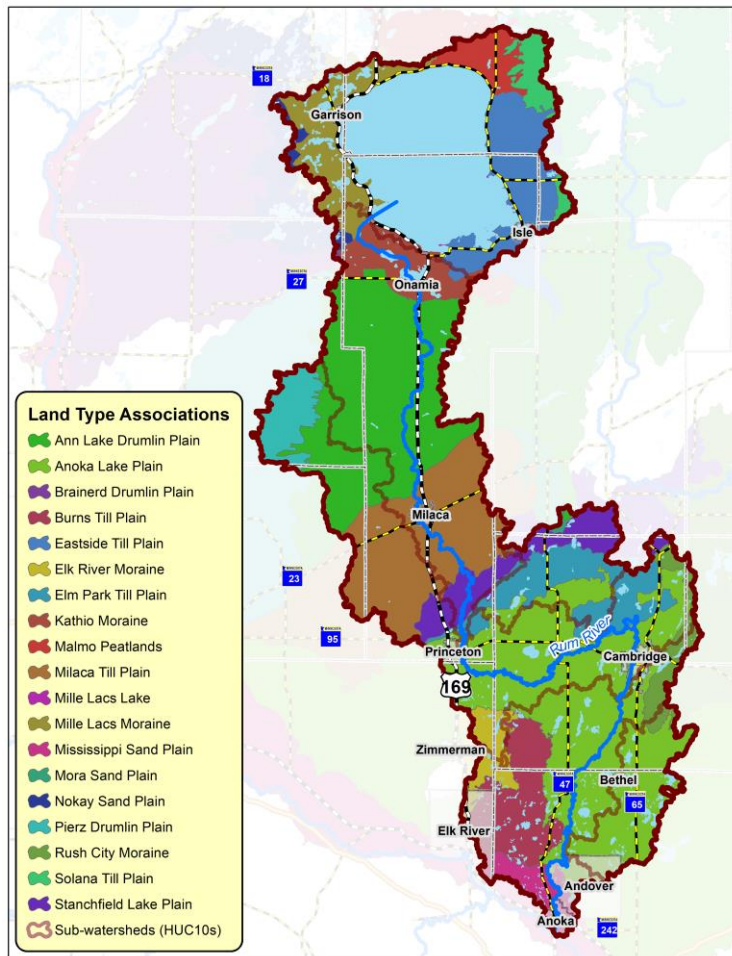 18
Garrison
Isle
27
Onamia
Land Type Associations
Ann Lake Drumlin Plain
Anoka Lake Plain
Brainerd Drumlin Plain
Burns Till Plain
Eastside Till Plain
Elk River Moraine
Elm Park Till Plain
Kathio Moraine
Malmo Peatlands
Milaca Till Plain
Mille Lacs Lake
Mille Lacs Moraine
Mississippi Sand Plain
Mora Sand Plain
Nokay Sand Plain
Pierz Drumlin Plain
Rush City Moraine
Solana Till Plain
Stanchfield Lake Plain
Sub-watersheds (HUC10s)
Milaca
23
95
Rum River
Princeton
Cambridge
169
Zimmerman
47
Bethel
65
Elk River
Andover
Anoka
242